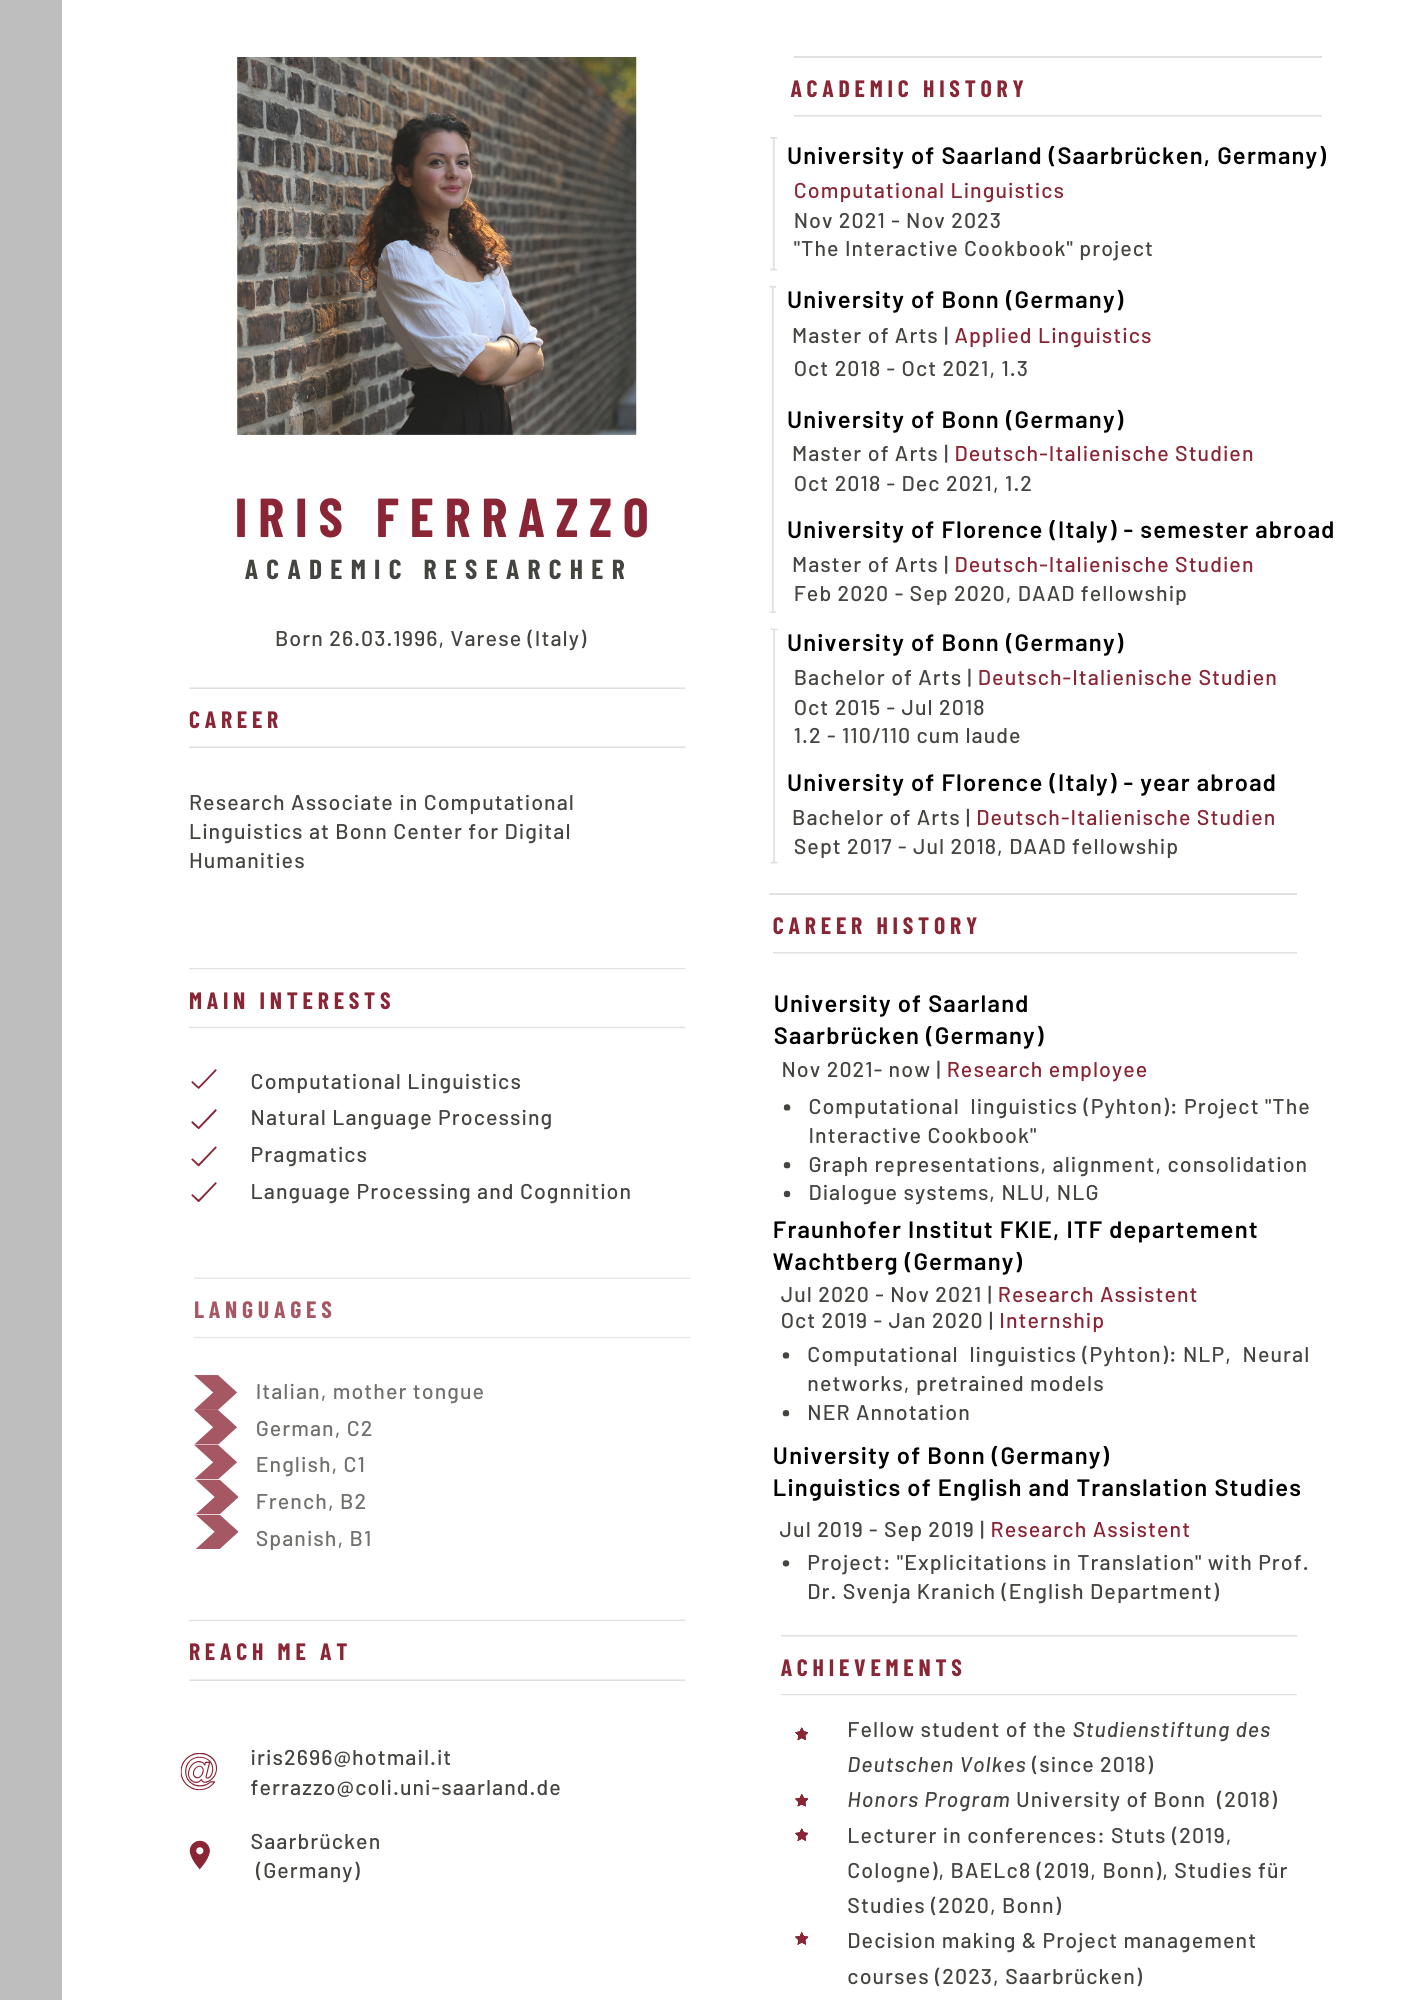 IRIS FERRAZZO
ACADEMIC RESEARCHER
Born 26.03.1996, Varese (Italy)
CAREER
Research Associate in Computational
Linguistics at Bonn Center for Digital
Humanities
MAIN INTERESTS
Computational Linguistics
Natural Language Processing
Pragmatics
Language Processing and Cognnition
LANGUAGES
Italian, mother tongue
German, C2
English, C1
French, B2
Spanish, B1
REACH ME AT
@
iris2696@hotmail.it
ferrazzo@coli.uni-saarland.de
Saarbrücken
(Germany)
ACADEMIC HISTORY
University of Saarland (Saarbrücken, Germany)
Computational Linguistics
Nov 2021 - Nov 2023
"The Interactive Cookbook" project
University of Bonn (Germany)
Master of Arts | Applied Linguistics
Oct 2018 - Oct 2021, 1.3
University of Bonn (Germany)
Master of Arts | Deutsch-Italienische Studien
Oct 2018 - Dec 2021, 1.2
University of Florence (Italy) - semester abroad
Master of Arts | Deutsch-Italienische Studien
Feb 2020 - Sep 2020, DAAD fellowship
University of Bonn (Germany)
Bachelor of Arts | Deutsch-Italienische Studien
Oct 2015 - Jul 2018
1.2 - 110/110 cum laude
University of Florence (Italy) - year abroad
Bachelor of Arts | Deutsch-Italienische Studien
Sept 2017 - Jul 2018, DAAD fellowship
CAREER HISTORY
University of Saarland
Saarbrücken (Germany)
Nov 2021- now | Research employee
• Computational linguistics (Pyhton): Project "The
Interactive Cookbook"
• Graph representations, alignment, consolidation
• Dialogue systems, NLU, NLG
Fraunhofer Institut FKIE, ITF departement
Wachtberg (Germany)
Jul 2020 - Nov 2021 | Research Assistent
Oct 2019 - Jan 2020 | Internship
• Computational linguistics (Pyhton): NLP, Neural
networks, pretrained models
• NER Annotation
University of Bonn (Germany)
Linguistics of English and Translation Studies
Jul 2019 - Sep 2019 | Research Assistent
• Project: "Explicitations in Translation" with Prof.
Dr. Svenja Kranich (English Department)
ACHIEVEMENTS
Fellow student of the Studienstiftung des
Deutschen Volkes (since 2018)
Honors Program University of Bonn (2018)
Lecturer in conferences: Stuts (2019,
Cologne), BAELc8 (2019, Bonn), Studies für
Studies (2020, Bonn)
Decision making & Project management
courses (2023, Saarbrücken)